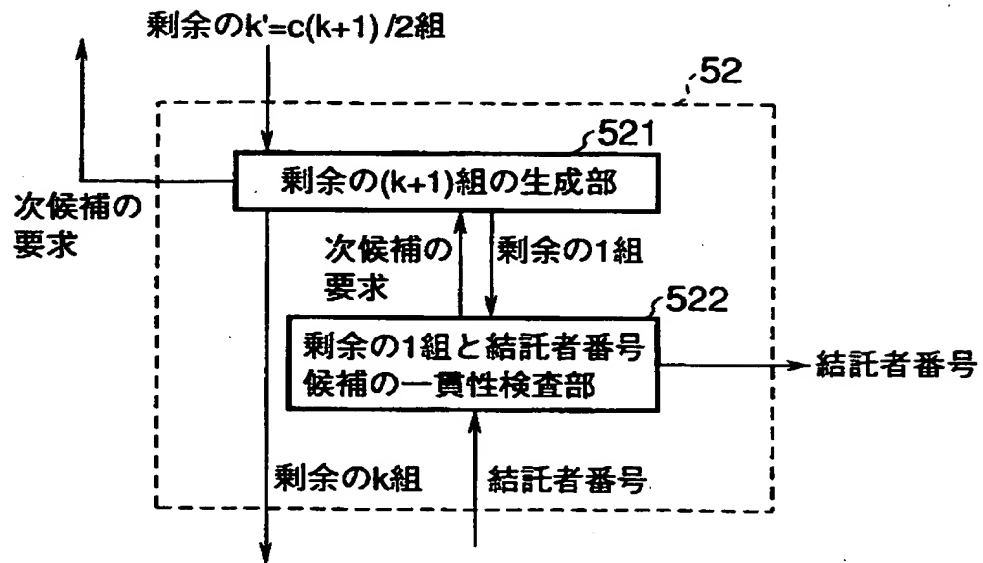 剰余のk'=c(k+1)/2組
52
521
剰余の(k+1)組の生成部
次候補の
要求
次候補の
要求
剰余の1組
522
剰余の1組と結託者番号
候補の一貫性検査部
結託者番号
剰余のk組
結託者番号